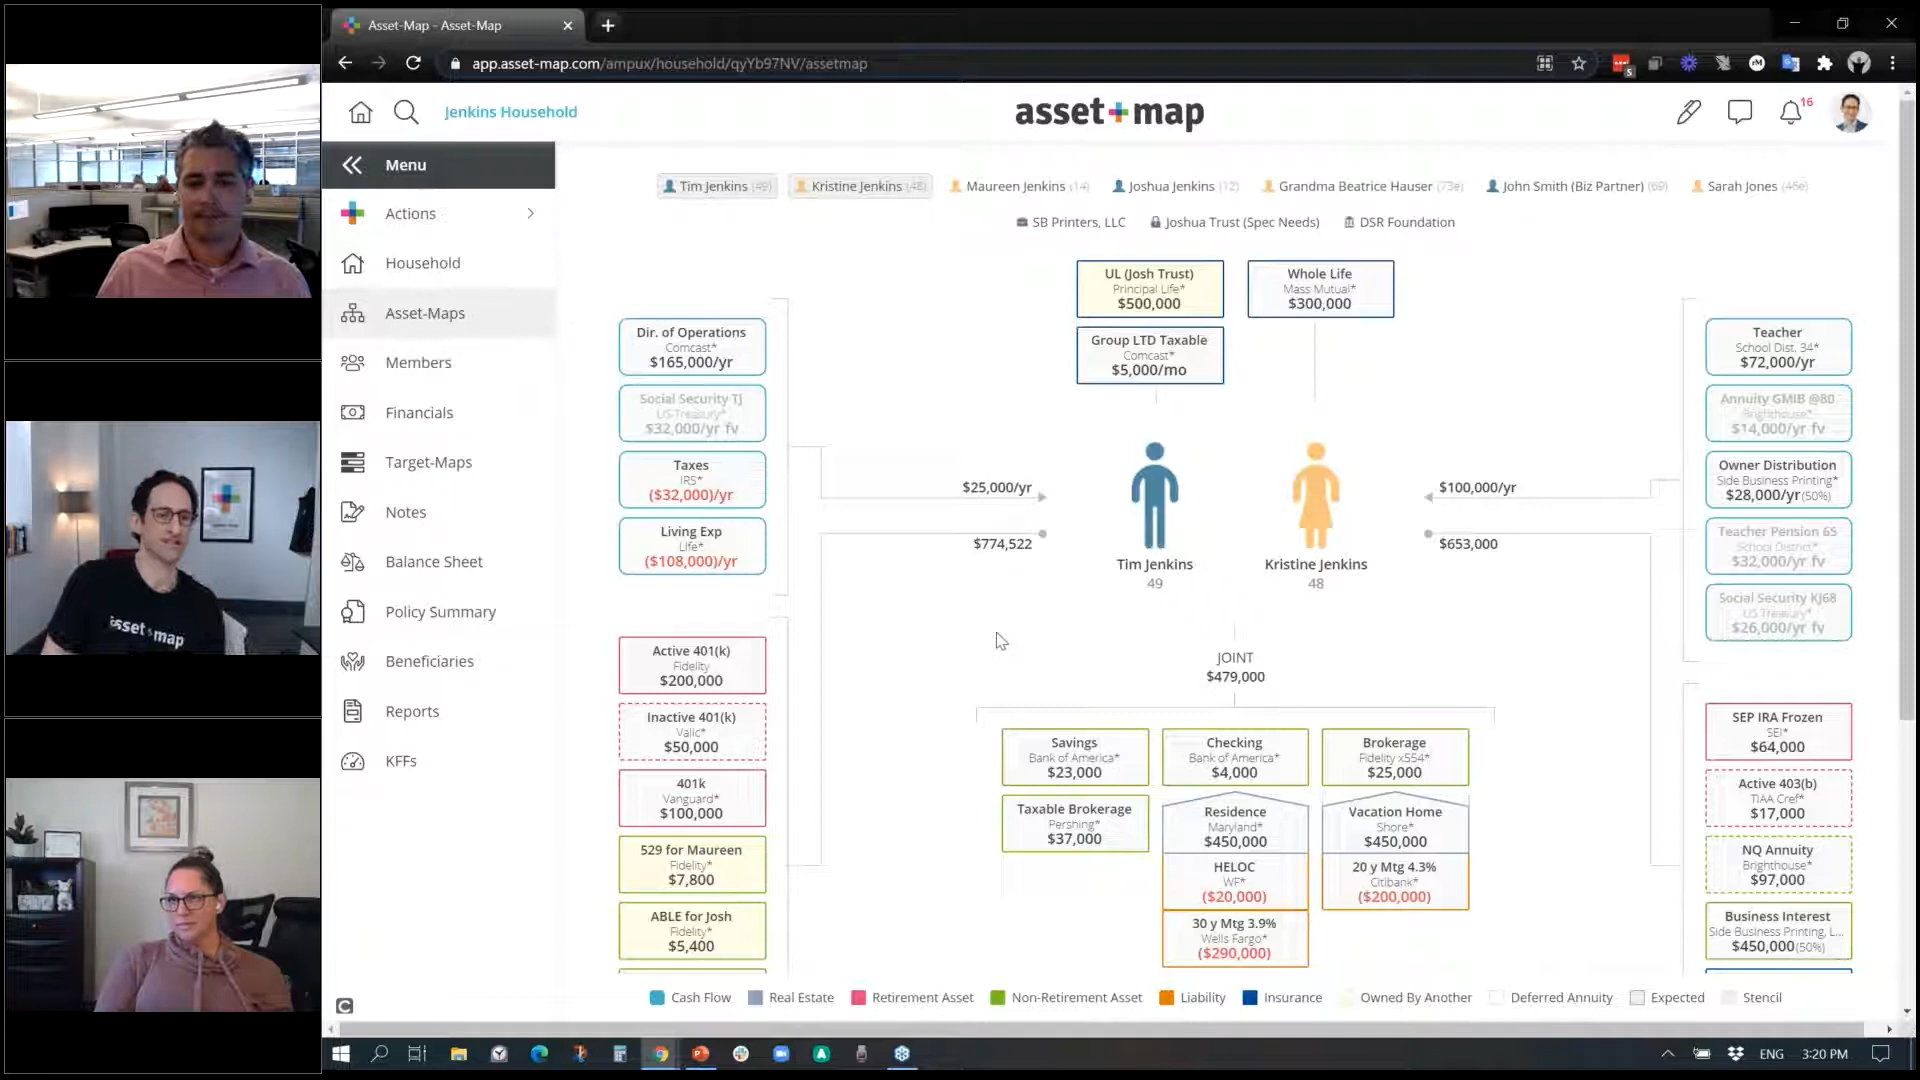 Asset-Map - Asset-Map
app.asset-map.com/ampux/household/qyYb97NV/assetmap
5
Jenkins Household
asset+map
16
Menu
Actions
Household
Asset-Maps
Members
Financials
Target-Maps
Notes
Balance Sheet
Policy Summary
Beneficiaries
Reports
KFFs
Tim Jenkins (49)
Kristine Jenkins (48)
Maureen Jenkins (14)
Joshua Jenkins (12)
Grandma Beatrice Hauser (73e)
John Smith (Biz Partner) (69)
Sarah Jones (46e)
SB Printers, LLC
Joshua Trust (Spec Needs)
DSR Foundation
UL (Josh Trust)
Principal Life*
$500,000
Whole Life
Mass Mutual*
$300,000
Group LTD Taxable
Comcast*
$5,000/mo
Dir. of Operations
Comcast*
$165,000/yr
Social Security TJ
US Treasury*
$32,000/yr fv
Taxes
IRS*
($32,000)/yr
Living Exp
Life*
($108,000)/yr
$25,000/yr
$774,522
Tim Jenkins
49
Kristine Jenkins
48
$100,000/yr
$653,000
Teacher
School Dist. 34*
$72,000/yr
Annuity GMIB @80
Brighthouse*
$14,000/yr fv
Owner Distribution
Side Business Printing*
$28,000/yr(50%)
Teacher Pension 65
School District*
$32,000/yr fv
Social Security KJ68
US Treasury*
$26,000/yr fv
Active 401(k)
Fidelity
$200,000
Inactive 401(k)
Valic*
$50,000
401k
Vanguard*
$100,000
529 for Maureen
Fidelity*
$7,800
ABLE for Josh
Fidelity*
$5,400
JOINT
$479,000
Savings
Bank of America*
$23,000
Checking
Bank of America*
$4,000
Brokerage
Fidelity x554*
$25,000
Taxable Brokerage
Pershing*
$37,000
Residence
Maryland*
$450,000
HELOC
WF*
($20,000)
30 y Mtg 3.9%
Wells Fargo*
($290,000)
Vacation Home
Shore*
$450,000
20 y Mtg 4.3%
Citibank*
($200,000)
SEP IRA Frozen
SEI*
$64,000
Active 403(b)
TIAA Cref*
$17,000
NQ Annuity
Brighthouse*
$97,000
Business Interest
Side Business Printing, L...
$450,000(50%)
Cash Flow
Real Estate
Retirement Asset
Non-Retirement Asset
Liability
Insurance
Owned By Another
Deferred Annuity
Expected
Stencil
asset+map
ENG
3:20 PM